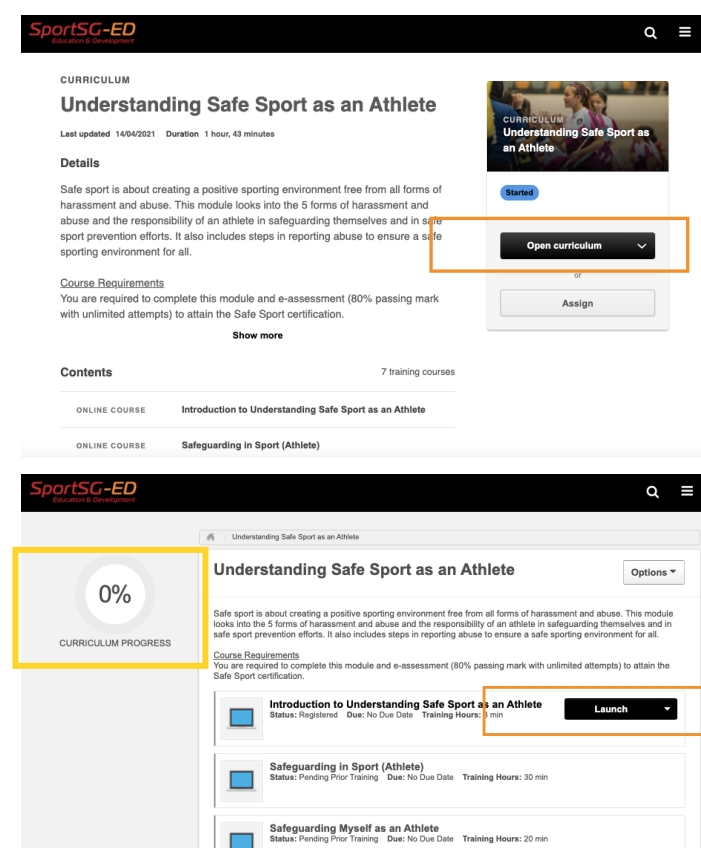 SportSG-ED
Education & Development
CURRICULUM
Understanding Safe Sport as an Athlete
Last updated 14/04/2021 Duration 1 hour, 43 minutes
Details
Safe sport is about creating a positive sporting environment free from all forms of
harassment and abuse. This module looks into the 5 forms of harassment and
abuse and the responsibility of an athlete in safeguarding themselves and in safe
sport prevention efforts. It also includes steps in reporting abuse to ensure a safe
sporting environment for all.
Course Requirements
You are required to complete this module and e-assessment (80% passing mark
with unlimited attempts) to attain the Safe Sport certification.
Show more
Contents
7 training courses
ONLINE COURSE Introduction to Understanding Safe Sport as an Athlete
ONLINE COURSE Safeguarding in Sport (Athlete)
CURRICULUM
Understanding Safe Sport as
an Athlete
Started
Open curriculum
or
Assign
SportSG-ED
Education & Development
Understanding Safe Sport as an Athlete
0%
CURRICULUM PROGRESS
Understanding Safe Sport as an Athlete
Options
Safe sport is about creating a positive sporting environment free from all forms of harassment and abuse. This module
looks into the 5 forms of harassment and abuse and the responsibility of an athlete in safeguarding themselves and in
safe sport prevention efforts. It also includes steps in reporting abuse to ensure a safe sporting environment for all.
Course Requirements
You are required to complete this module and e-assessment (80% passing mark with unlimited attempts) to attain the
Safe Sport certification.
Introduction to Understanding Safe Sport as an Athlete
Status: Registered Due: No Due Date Training Hours: min
Launch
Safeguarding in Sport (Athlete)
Status: Pending Prior Training Due: No Due Date Training Hours: 30 min
Safeguarding Myself as an Athlete
Status: Pending Prior Training Due: No Due Date Training Hours: 20 min